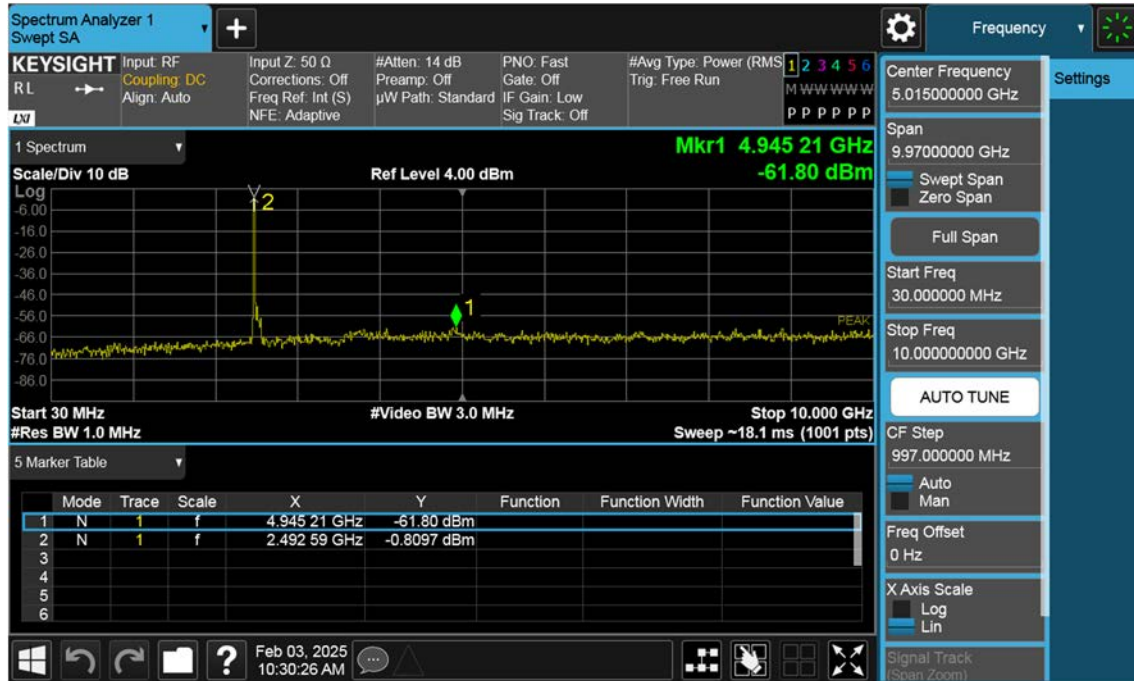 Spectrum Analyzer 1
Swept SA
+
Frequency
KEYSIGHT
RL
LXI
Input: RF
Coupling: DC
Align: Auto
Input Z: 50 Ω
Corrections: Off
Freq Ref: Int (S)
NFE: Adaptive
#Atten: 14 dB
Preamp: Off
µW Path: Standard
PNO: Fast
Gate: Off
IF Gain: Low
Sig Track: Off
#Avg Type: Power (RMS
Trig: Free Run
1 2 3 4 5 6
M W W W W W
P P P P P P
1 Spectrum
Scale/Div 10 dB
Ref Level 4.00 dBm
Mkr1 4.945 21 GHz
-61.80 dBm
Log
-6.00
-16.0
-26.0
-36.0
-46.0
-56.0
-66.0
-76.0
-86.0
2
1
PEAK
Start 30 MHz
#Video BW 3.0 MHz
Stop 10.000 GHz
#Res BW 1.0 MHz
Sweep ~18.1 ms (1001 pts)
5 Marker Table
Mode Trace Scale X Y Function Function Width Function Value
1 N 1 f 4.945 21 GHz -61.80 dBm
2 N 1 f 2.492 59 GHz -0.8097 dBm
3
4
5
6
?
Feb 03, 2025
10:30:26 AM
Center Frequency
5.015000000 GHz
Settings
Span
9.97000000 GHz
Swept Span
Zero Span
Full Span
Start Freq
30.000000 MHz
Stop Freq
10.000000000 GHz
AUTO TUNE
CF Step
997.000000 MHz
Auto
Man
Freq Offset
0 Hz
X Axis Scale
Log
Lin
Signal Track
(Span Zoom)